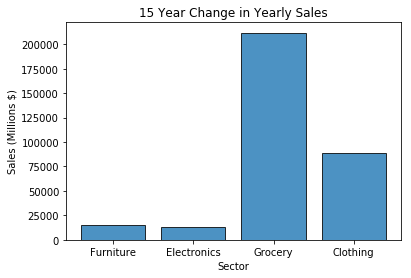 15 Year Change in Yearly Sales
Sales (Millions $)
200000
175000
150000
125000
100000
75000
50000
25000
0
Furniture Electronics Grocery Clothing
Sector